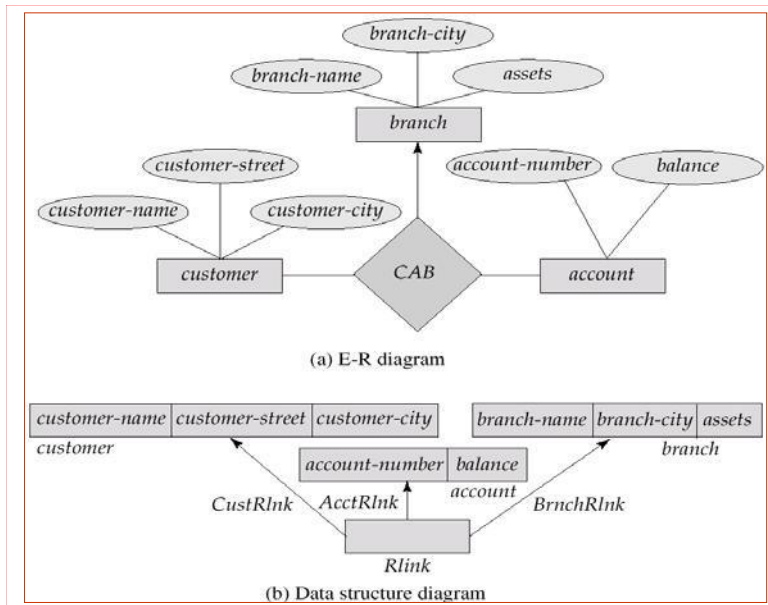 branch-city
branch-name
assets
branch
customer-street
account-number
balance
customer-name
customer-city
customer
CAB
account
(a) E-R diagram
customer-name customer-street customer-city
branch-name branch-city assets
customer
branch
account-number balance
account
CustRlnk
AcctRlnk
BrnchRlnk
Rlink
(b) Data structure diagram